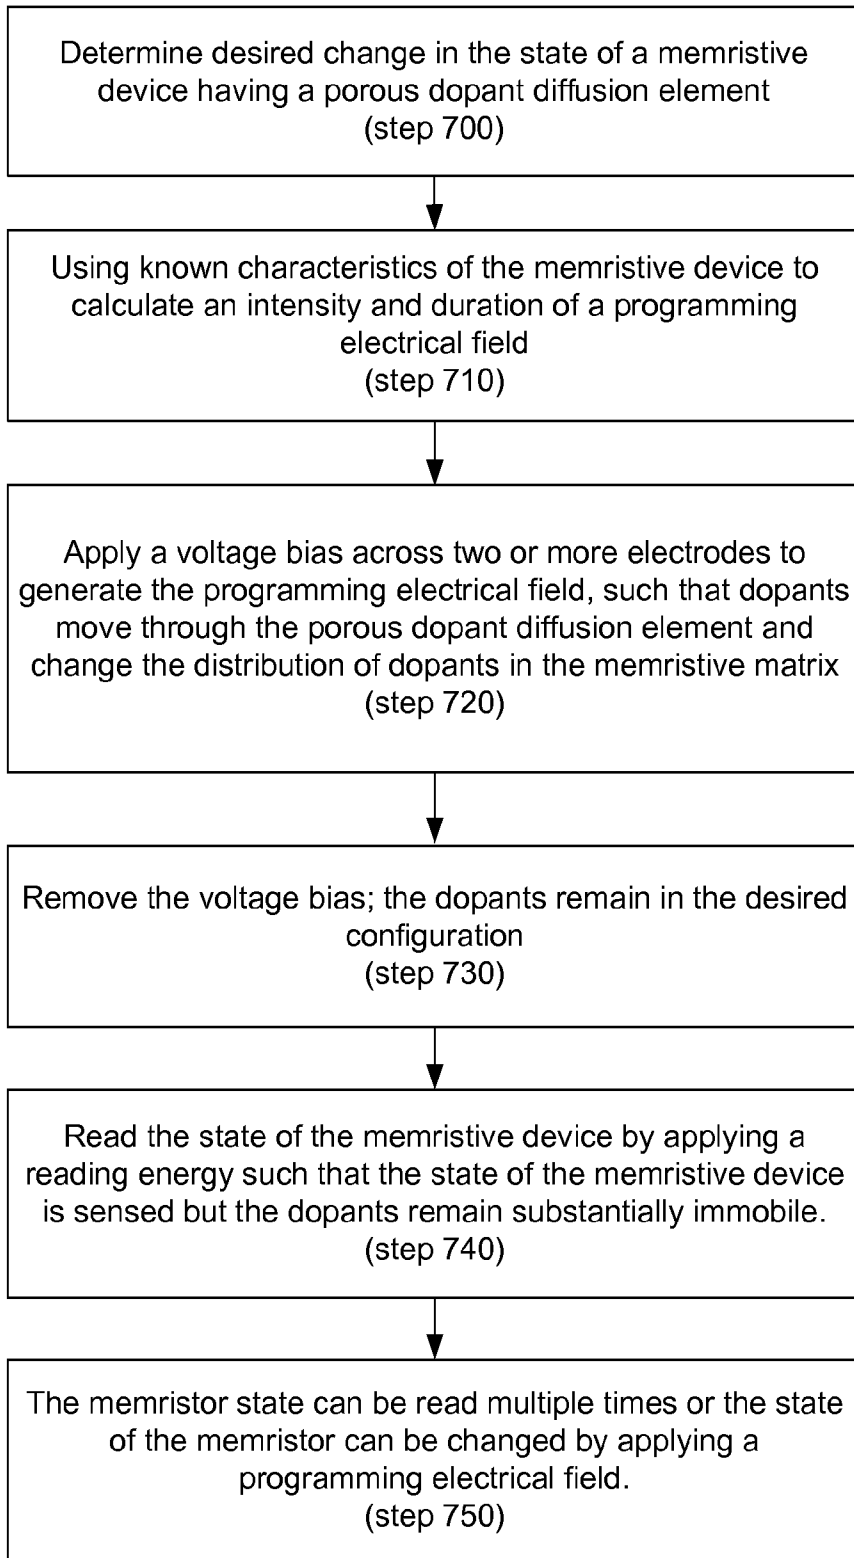 Determine desired change in the state of a memristive
device having a porous dopant diffusion element
(step 700)
Using known characteristics of the memristive device to
calculate an intensity and duration of a programming
electrical field
(step 710)
Apply a voltage bias across two or more electrodes to
generate the programming electrical field, such that dopants
move through the porous dopant diffusion element and
change the distribution of dopants in the memristive matrix
(step 720)
Remove the voltage bias; the dopants remain in the desired
configuration
(step 730)
Read the state of the memristive device by applying a
reading energy such that the state of the memristive device
is sensed but the dopants remain substantially immobile.
(step 740)
The memristor state can be read multiple times or the state
of the memristor can be changed by applying a
programming electrical field.
(step 750)